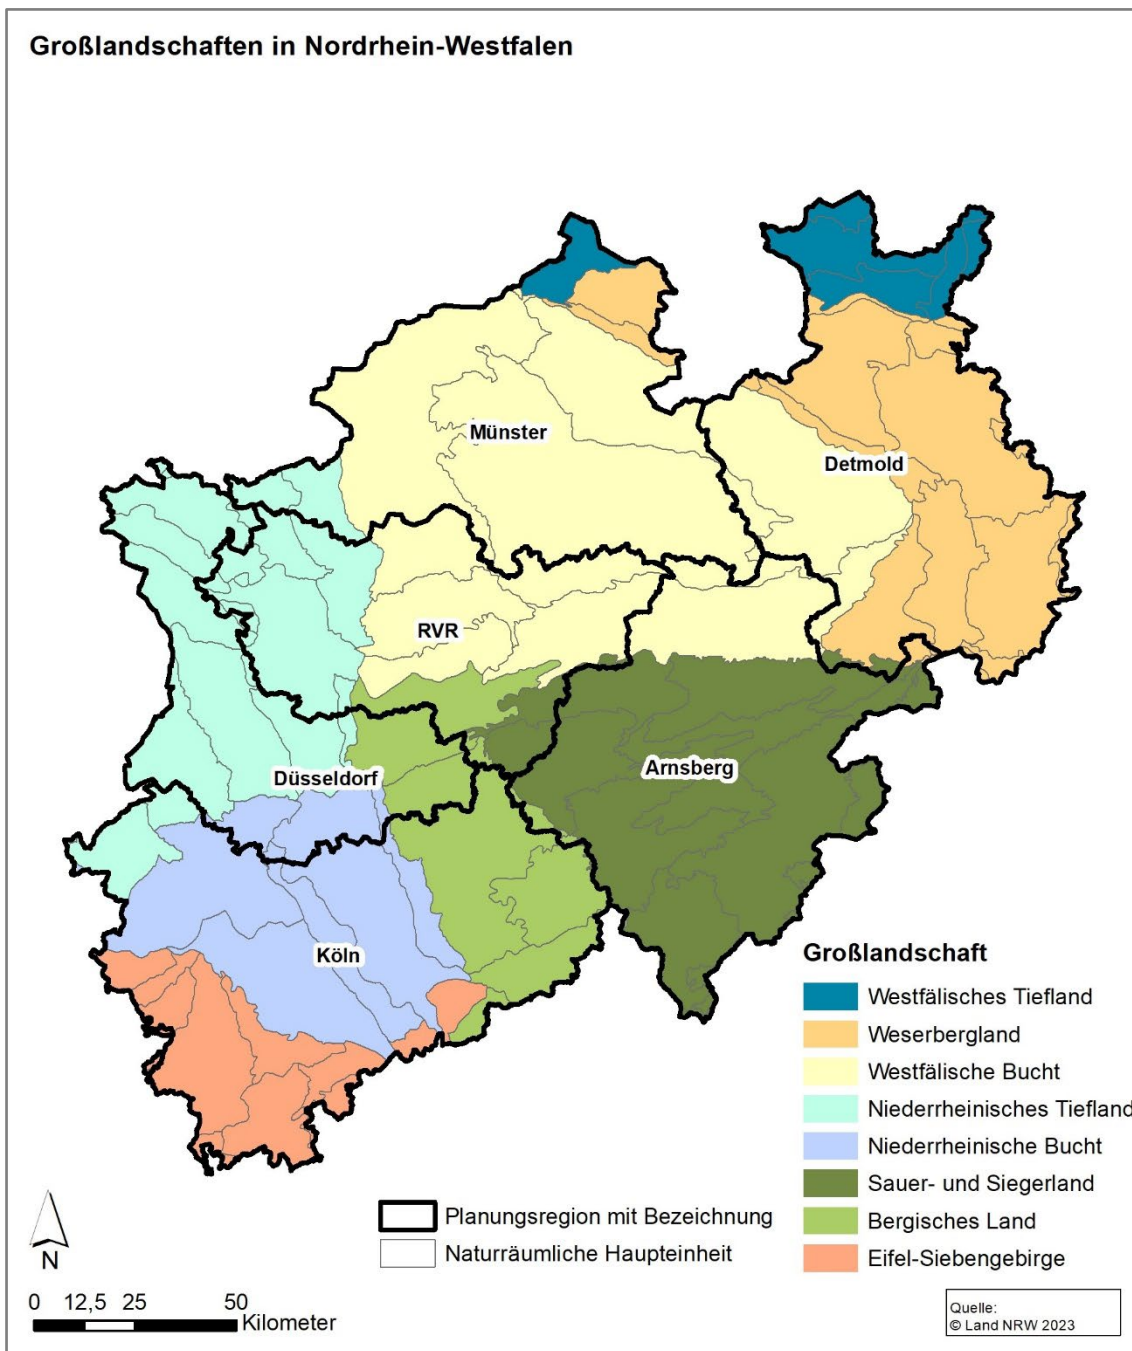 Großlandschaften in Nordrhein-Westfalen
Münster
Detmold
RVR
Düsseldorf
Arnsberg
Köln
Großlandschaft
Westfälisches Tiefland
Weserbergland
Westfälische Bucht
Niederrheinisches Tiefland
Niederrheinische Bucht
Sauer- und Siegerland
Bergisches Land
Eifel-Siebengebirge
Planungsregion mit Bezeichnung
Naturräumliche Haupteinheit
N
0 12,5 25 50
Kilometer
Quelle:
© Land NRW 2023